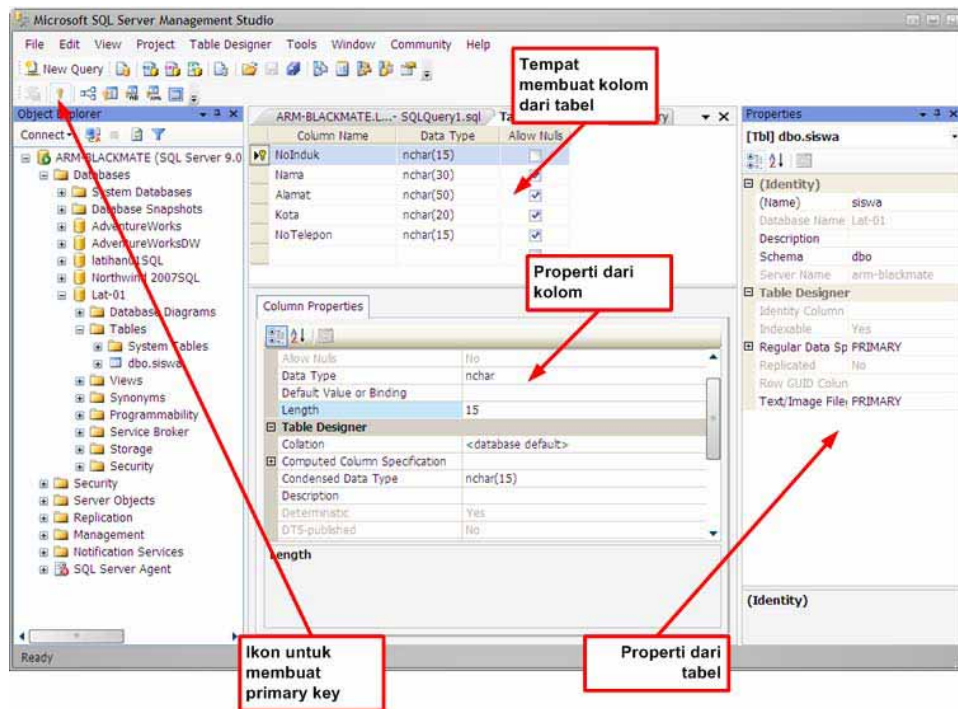 Microsoft SQL Server Management Studio
File Edit View Project Table Designer Tools Window Community Help
New Query
Tempat
membuat kolom
dari tabel
Object Explorer
Connect
ARM-BLACKMATE (SQL Server 9.0
Databases
System Databases
Database Snapshots
AdventureWorks
AdventureWorksDW
latihan01SQL
Northwind 2007SQL
Lat-01
Database Diagrams
Tables
System Tables
dbo.siswa
Views
Synonyms
Programmability
Service Broker
Storage
Security
Security
Server Objects
Replication
Management
Notification Services
SQL Server Agent
ARM-BLACKMATE.L...- SQLQuery1.sql
Column Name Data Type Allow Nulls
NoInduk nchar(15)
Nama nchar(30)
Alamat nchar(50)
Kota nchar(20)
NoTelepon nchar(15)
Properti dari
kolom
Column Properties
Allow Nulls No
Data Type nchar
Default Value or Binding
Length 15
Table Designer
Collation <database default>
Computed Column Specification
Condensed Data Type nchar(15)
Description
Deterministic Yes
DTS-published No
Length
Properties
[Tbl] dbo.siswa
(Identity)
(Name) siswa
Database Name Lat-01
Description
Schema dbo
Server Name arm-blackmate
Table Designer
Identity Column
Indexable Yes
Regular Data Sp PRIMARY
Replicated No
Row GUID Colun
Text/Image File PRIMARY
(Identity)
Ikon untuk
membuat
primary key
Properti dari
tabel
Ready